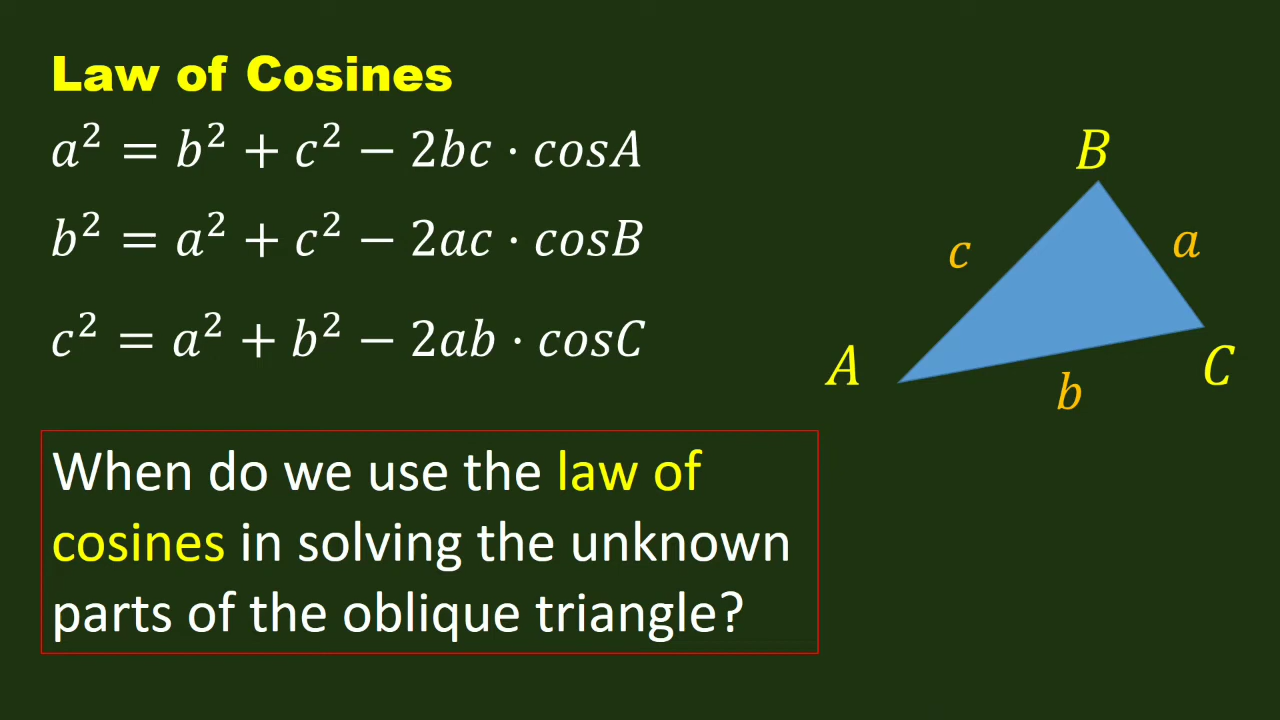 Law of Cosines
a² = b² + c² − 2bc · cosA
b² = a² + c² − 2ac · cosB
c² = a² + b² − 2ab · cosC
B
c
a
A
C
b
When do we use the law of
cosines in solving the unknown
parts of the oblique triangle?